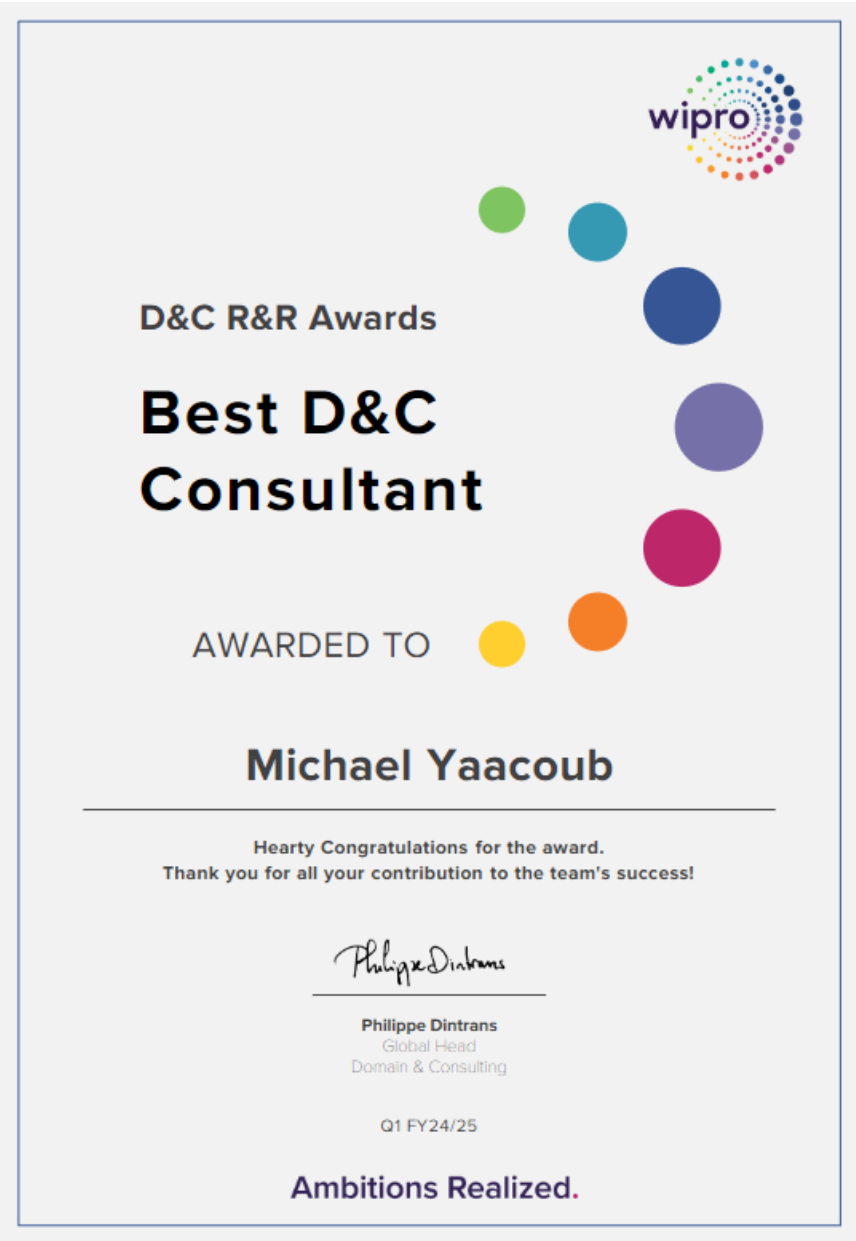 wipro
D&C R&R Awards
Best D&C
Consultant
AWARDED TO
Michael Yaacoub
Hearty Congratulations for the award.
Thank you for all your contribution to the team's success!
Philippe Dintrans
Philippe Dintrans
Global Head
Domain & Consulting
Q1 FY24/25
Ambitions Realized.